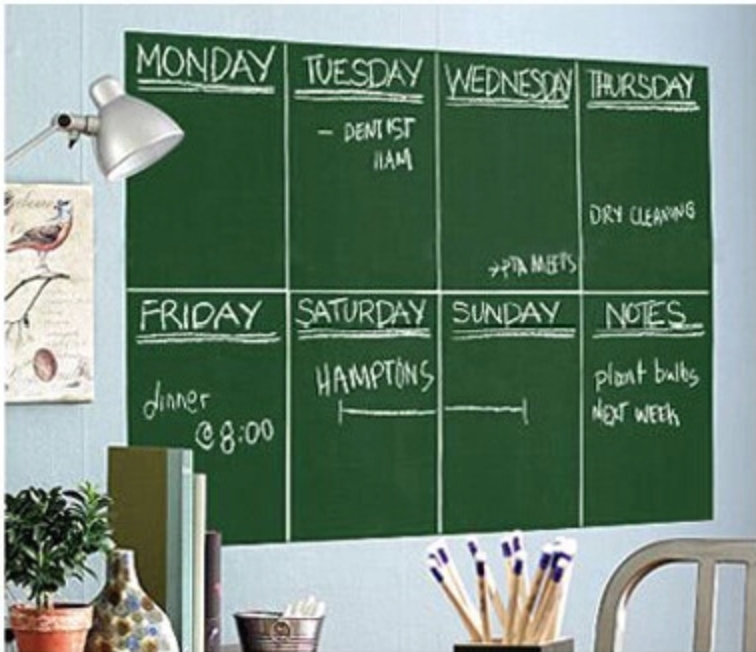 MONDAY
TUESDAY
- DENTIST
11AM
WEDNESDAY
→PTA MEETS
THURSDAY
DRY CLEANING
FRIDAY
dinner
@ 8:00
SATURDAY
HAMPTONS
SUNDAY
NOTES
plant bulbs
NEXT WEEK